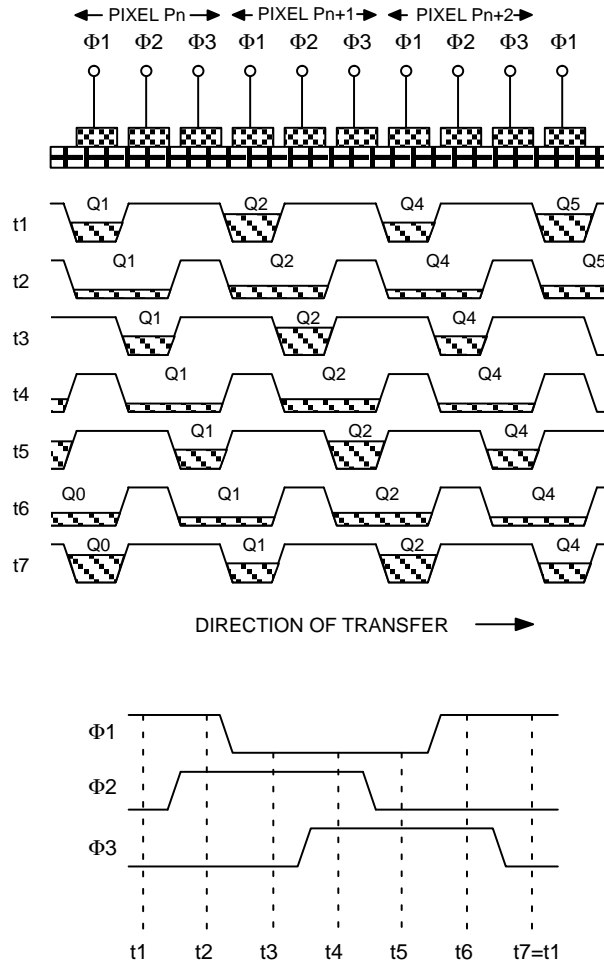 PIXEL Pn PIXEL Pn+1 PIXEL Pn+2
Φ1 Φ2 Φ3 Φ1 Φ2 Φ3 Φ1 Φ2 Φ3 Φ1
t1 Q1 Q2 Q4 Q5
t2 Q1 Q2 Q4 Q5
t3 Q1 Q2 Q4
t4 Q1 Q2 Q4
t5 Q1 Q2 Q4
t6 Q0 Q1 Q2 Q4
t7 Q0 Q1 Q2 Q4
DIRECTION OF TRANSFER
Φ1
Φ2
Φ3
t1 t2 t3 t4 t5 t6 t7=t1